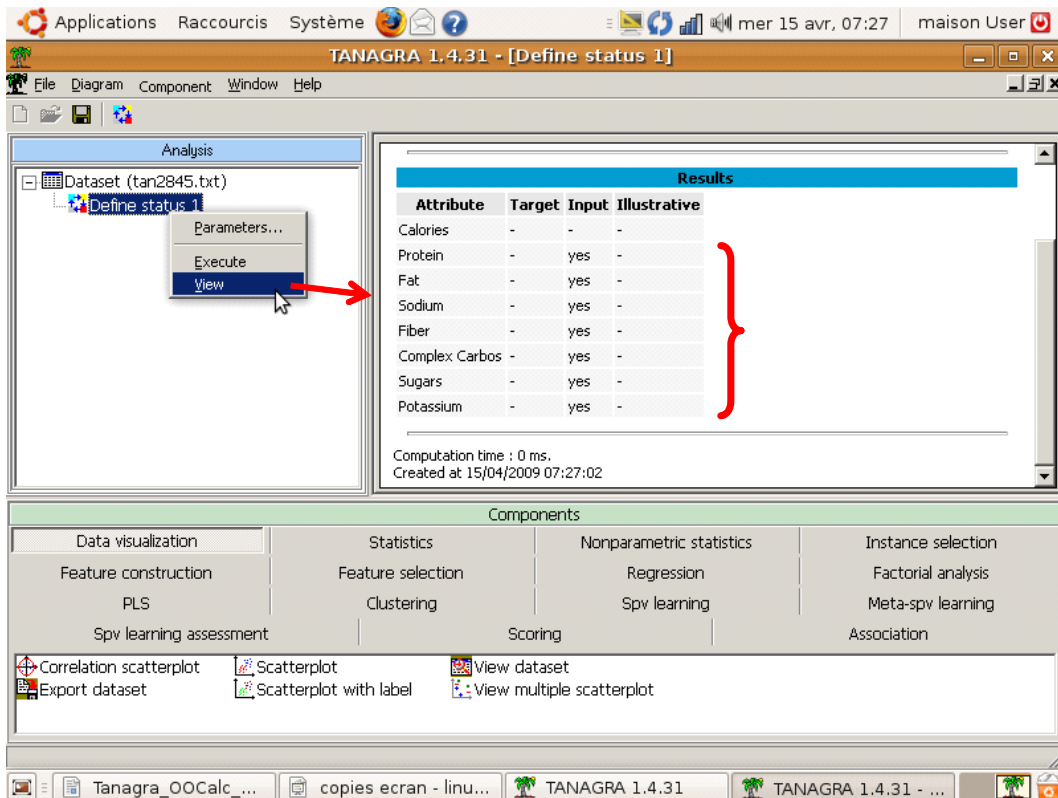 Applications Raccourcis Système mer 15 avr, 07:27 maison User
TANAGRA 1.4.31 - [Define status 1]
File Diagram Component Window Help
Analysis
Dataset (tan2845.txt)
Define status 1
Parameters...
Execute
View
Results
Attribute Target Input Illustrative
Calories - - -
Protein - yes -
Fat - yes -
Sodium - yes -
Fiber - yes -
Complex Carbos - yes -
Sugars - yes -
Potassium - yes -
Computation time : 0 ms.
Created at 15/04/2009 07:27:02
Components
Data visualization Statistics Nonparametric statistics Instance selection
Feature construction Feature selection Regression Factorial analysis
PLS Clustering Spv learning Meta-spv learning
Spv learning assessment Scoring Association
Correlation scatterplot Scatterplot View dataset
Export dataset Scatterplot with label View multiple scatterplot
Tanagra_OOCalc_... copies ecran - linu... TANAGRA 1.4.31 TANAGRA 1.4.31 - ...